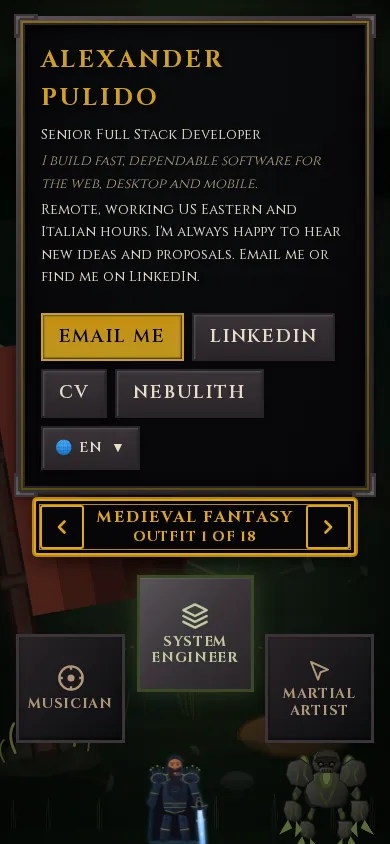 ALEXANDER
PULIDO
SENIOR FULL STACK DEVELOPER
I BUILD FAST, DEPENDABLE SOFTWARE FOR
THE WEB, DESKTOP AND MOBILE.
REMOTE, WORKING US EASTERN AND
ITALIAN HOURS. I'M ALWAYS HAPPY TO HEAR
NEW IDEAS AND PROPOSALS. EMAIL ME OR
FIND ME ON LINKEDIN.
EMAIL ME
LINKEDIN
CV
NEBULITH
EN ▼
MEDIEVAL FANTASY
OUTFIT 1 OF 18
SYSTEM
ENGINEER
MUSICIAN
MARTIAL
ARTIST